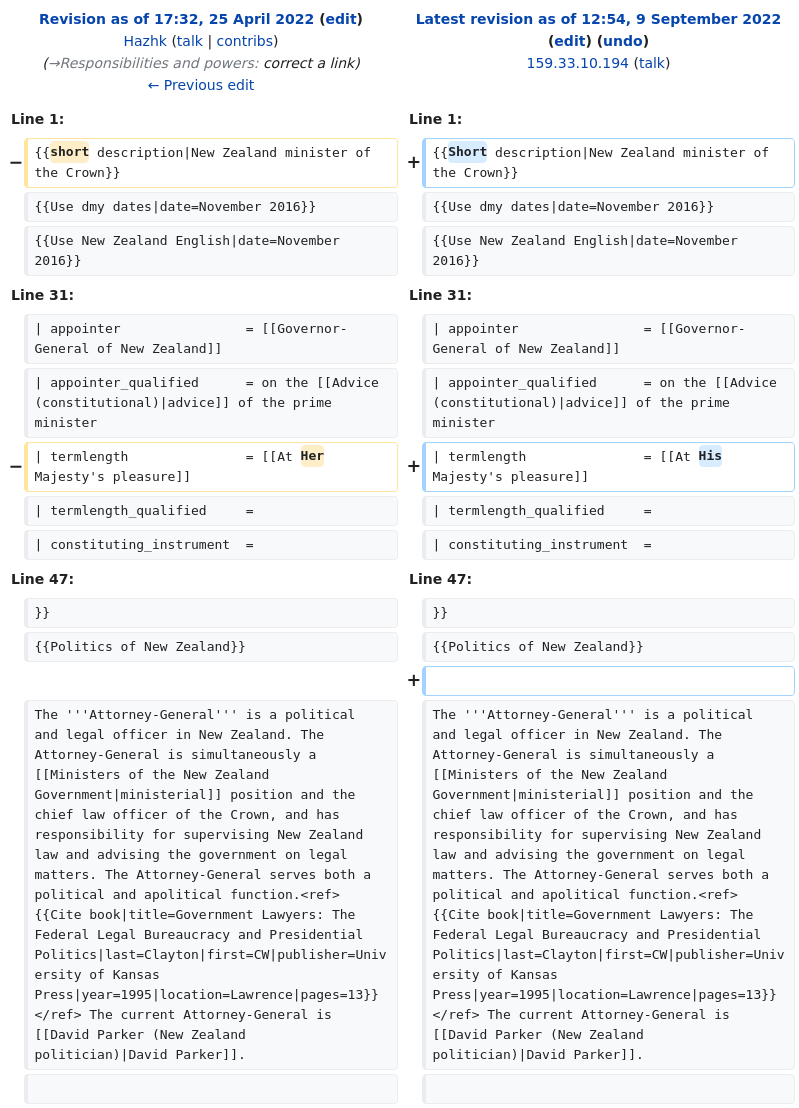 Revision as of 17:32, 25 April 2022 (edit)
Hazhk (talk | contribs)
(→Responsibilities and powers: correct a link)
← Previous edit
Latest revision as of 12:54, 9 September 2022
(edit) (undo)
159.33.10.194 (talk)
Line 1:
Line 1:
− {{short description|New Zealand minister of
the Crown}}
+ {{Short description|New Zealand minister of
the Crown}}
{{Use dmy dates|date=November 2016}}
{{Use dmy dates|date=November 2016}}
{{Use New Zealand English|date=November
2016}}
{{Use New Zealand English|date=November
2016}}
Line 31:
Line 31:
| appointer                = [[Governor-
General of New Zealand]]
| appointer                = [[Governor-
General of New Zealand]]
| appointer_qualified      = on the [[Advice
(constitutional)|advice]] of the prime
minister
| appointer_qualified      = on the [[Advice
(constitutional)|advice]] of the prime
minister
− | termlength               = [[At Her
Majesty's pleasure]]
+ | termlength               = [[At His
Majesty's pleasure]]
| termlength_qualified     =
| termlength_qualified     =
| constituting_instrument  =
| constituting_instrument  =
Line 47:
Line 47:
}}
}}
{{Politics of New Zealand}}
{{Politics of New Zealand}}
+
The '''Attorney-General''' is a political
and legal officer in New Zealand. The
Attorney-General is simultaneously a
[[Ministers of the New Zealand
Government|ministerial]] position and the
chief law officer of the Crown, and has
responsibility for supervising New Zealand
law and advising the government on legal
matters. The Attorney-General serves both a
political and apolitical function.<ref>
{{Cite book|title=Government Lawyers: The
Federal Legal Bureaucracy and Presidential
Politics|last=Clayton|first=CW|publisher=Univ
ersity of Kansas
Press|year=1995|location=Lawrence|pages=13}}
</ref> The current Attorney-General is
[[David Parker (New Zealand
politician)|David Parker]].
The '''Attorney-General''' is a political
and legal officer in New Zealand. The
Attorney-General is simultaneously a
[[Ministers of the New Zealand
Government|ministerial]] position and the
chief law officer of the Crown, and has
responsibility for supervising New Zealand
law and advising the government on legal
matters. The Attorney-General serves both a
political and apolitical function.<ref>
{{Cite book|title=Government Lawyers: The
Federal Legal Bureaucracy and Presidential
Politics|last=Clayton|first=CW|publisher=Univ
ersity of Kansas
Press|year=1995|location=Lawrence|pages=13}}
</ref> The current Attorney-General is
[[David Parker (New Zealand
politician)|David Parker]].